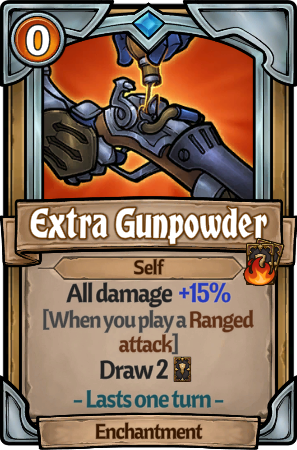 0
Extra Gunpowder
Self
All damage +15%
[When you play a Ranged
attack]
Draw 2
- Lasts one turn -
Enchantment